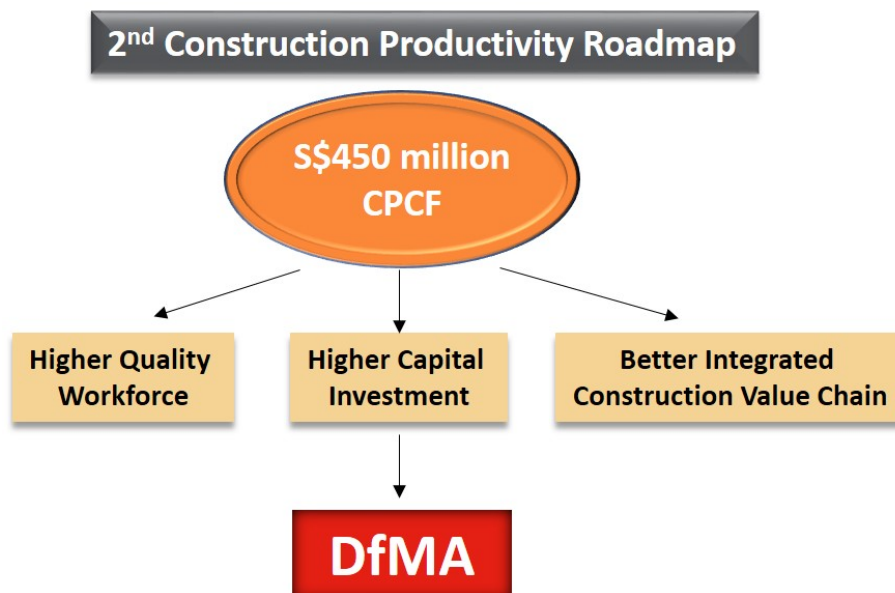 2nd Construction Productivity Roadmap
S$450 million
CPCF
Higher Quality
Workforce
Higher Capital
Investment
Better Integrated
Construction Value Chain
DfMA